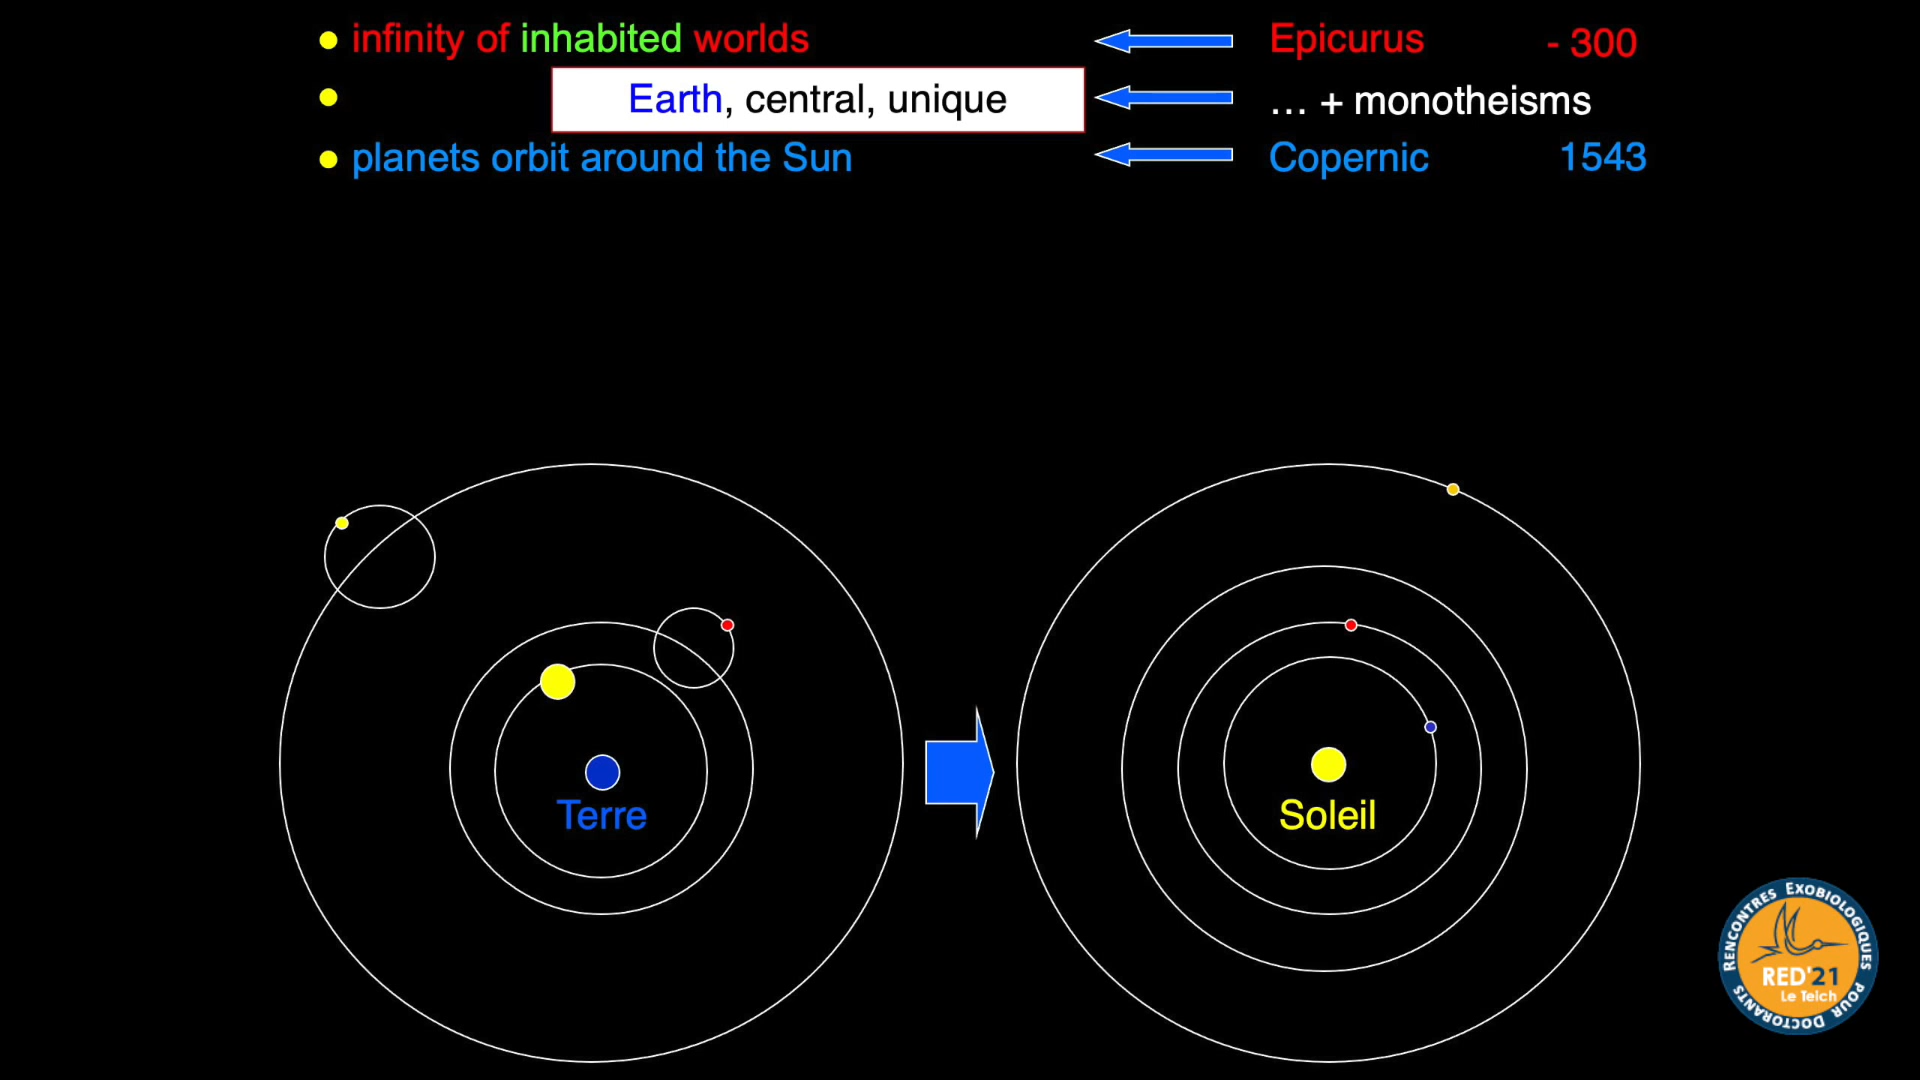 infinity of inhabited worlds Epicurus - 300
Earth, central, unique … + monotheisms
planets orbit around the Sun Copernic 1543
Terre
Soleil
RENCONTRES EXOBIOLOGIQUES POUR DOCTORANTS
RED'21
Le Teich